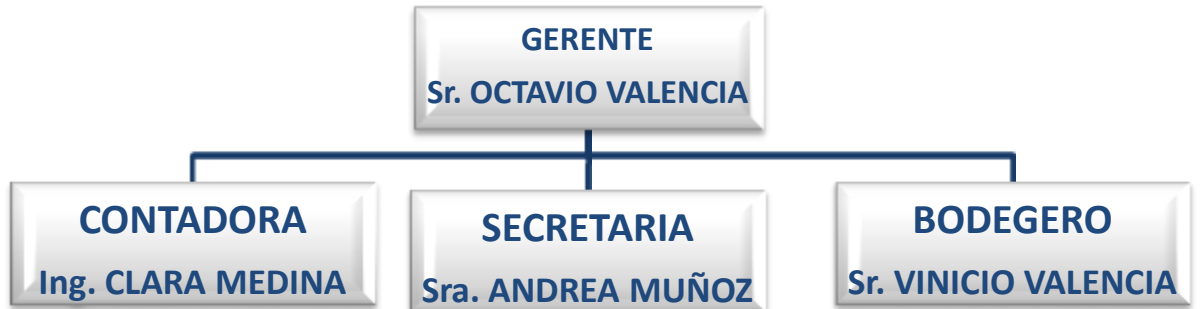 GERENTE
Sr. OCTAVIO VALENCIA
CONTADORA
Ing. CLARA MEDINA
SECRETARIA
Sra. ANDREA MUÑOZ
BODEGERO
Sr. VINICIO VALENCIA